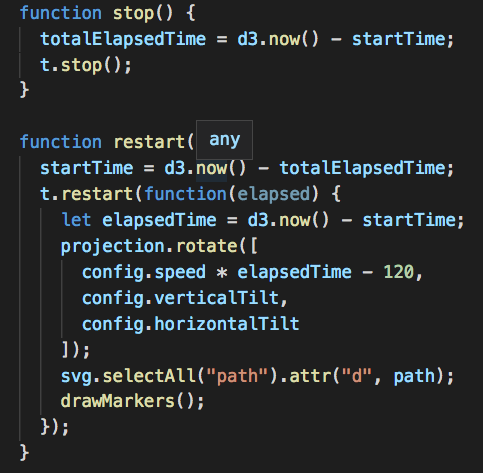 function stop() {
  totalElapsedTime = d3.now() - startTime;
  t.stop();
}

function restart( any
  startTime = d3.now() - totalElapsedTime;
  t.restart(function(elapsed) {
    let elapsedTime = d3.now() - startTime;
    projection.rotate([
      config.speed * elapsedTime - 120,
      config.verticalTilt,
      config.horizontalTilt
    ]);
    svg.selectAll("path").attr("d", path);
    drawMarkers();
  });
}